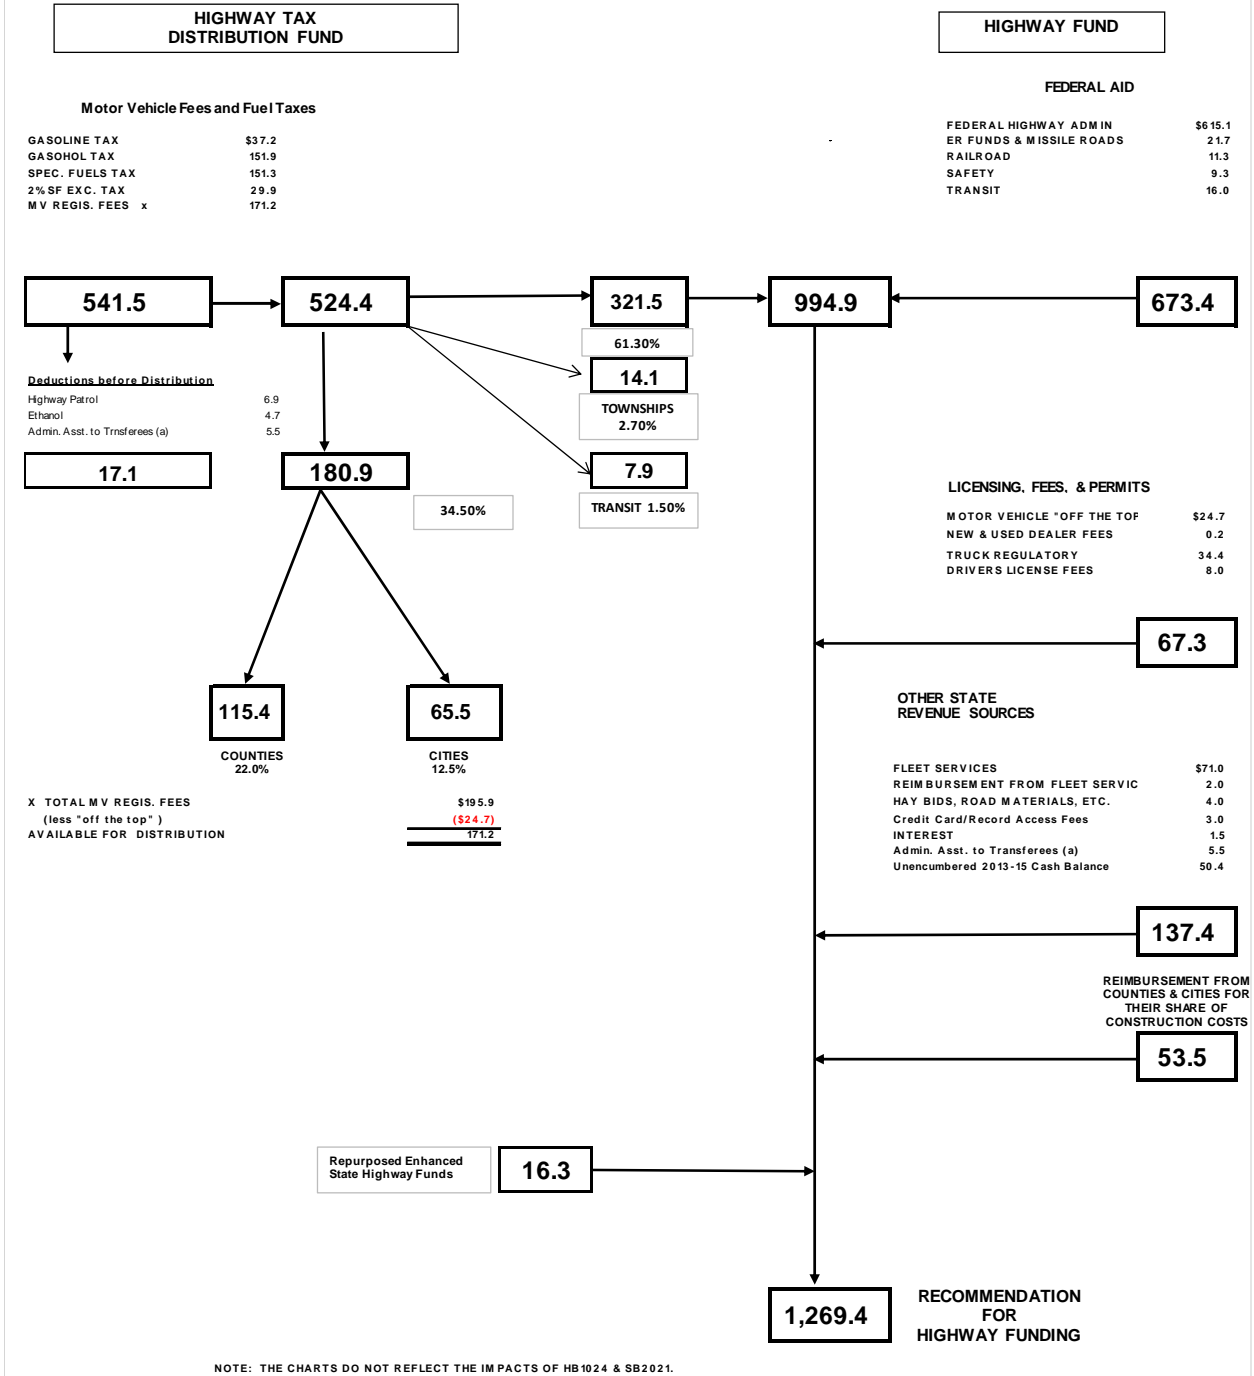 HIGHWAY TAX
DISTRIBUTION FUND
HIGHWAY FUND
FEDERAL AID
Motor Vehicle Fees and Fuel Taxes
FEDERAL HIGHWAY ADMIN $615.1
ER FUNDS & MISSILE ROADS 21.7
RAILROAD 11.3
SAFETY 9.3
TRANSIT 16.0
GASOLINE TAX $37.2
GASOHOL TAX 151.9
SPEC. FUELS TAX 151.3
2% SF EXC. TAX 29.9
MV REGIS. FEES x 171.2
-
541.5
524.4
321.5
994.9
673.4
61.30%
14.1
TOWNSHIPS
2.70%
7.9
TRANSIT 1.50%
Deductions before Distribution
Highway Patrol 6.9
Ethanol 4.7
Admin. Asst. to Trnsferees (a) 5.5
17.1
180.9
34.50%
LICENSING, FEES, & PERMITS
MOTOR VEHICLE "OFF THE TOP $24.7
NEW & USED DEALER FEES 0.2
TRUCK REGULATORY 34.4
DRIVERS LICENSE FEES 8.0
67.3
115.4
COUNTIES
22.0%
65.5
CITIES
12.5%
X TOTAL MV REGIS. FEES $195.9
(less "off the top" ) ($24.7)
AVAILABLE FOR DISTRIBUTION 171.2
OTHER STATE
REVENUE SOURCES
FLEET SERVICES $71.0
REIMBURSEMENT FROM FLEET SERVIC 2.0
HAY BIDS, ROAD MATERIALS, ETC. 4.0
Credit Card/Record Access Fees 3.0
INTEREST 1.5
Admin. Asst. to Transferees (a) 5.5
Unencumbered 2013-15 Cash Balance 50.4
137.4
REIMBURSEMENT FROM
COUNTIES & CITIES FOR
THEIR SHARE OF
CONSTRUCTION COSTS
53.5
Repurposed Enhanced
State Highway Funds
16.3
1,269.4
RECOMMENDATION
FOR
HIGHWAY FUNDING
NOTE: THE CHARTS DO NOT REFLECT THE IMPACTS OF HB1024 & SB2021.